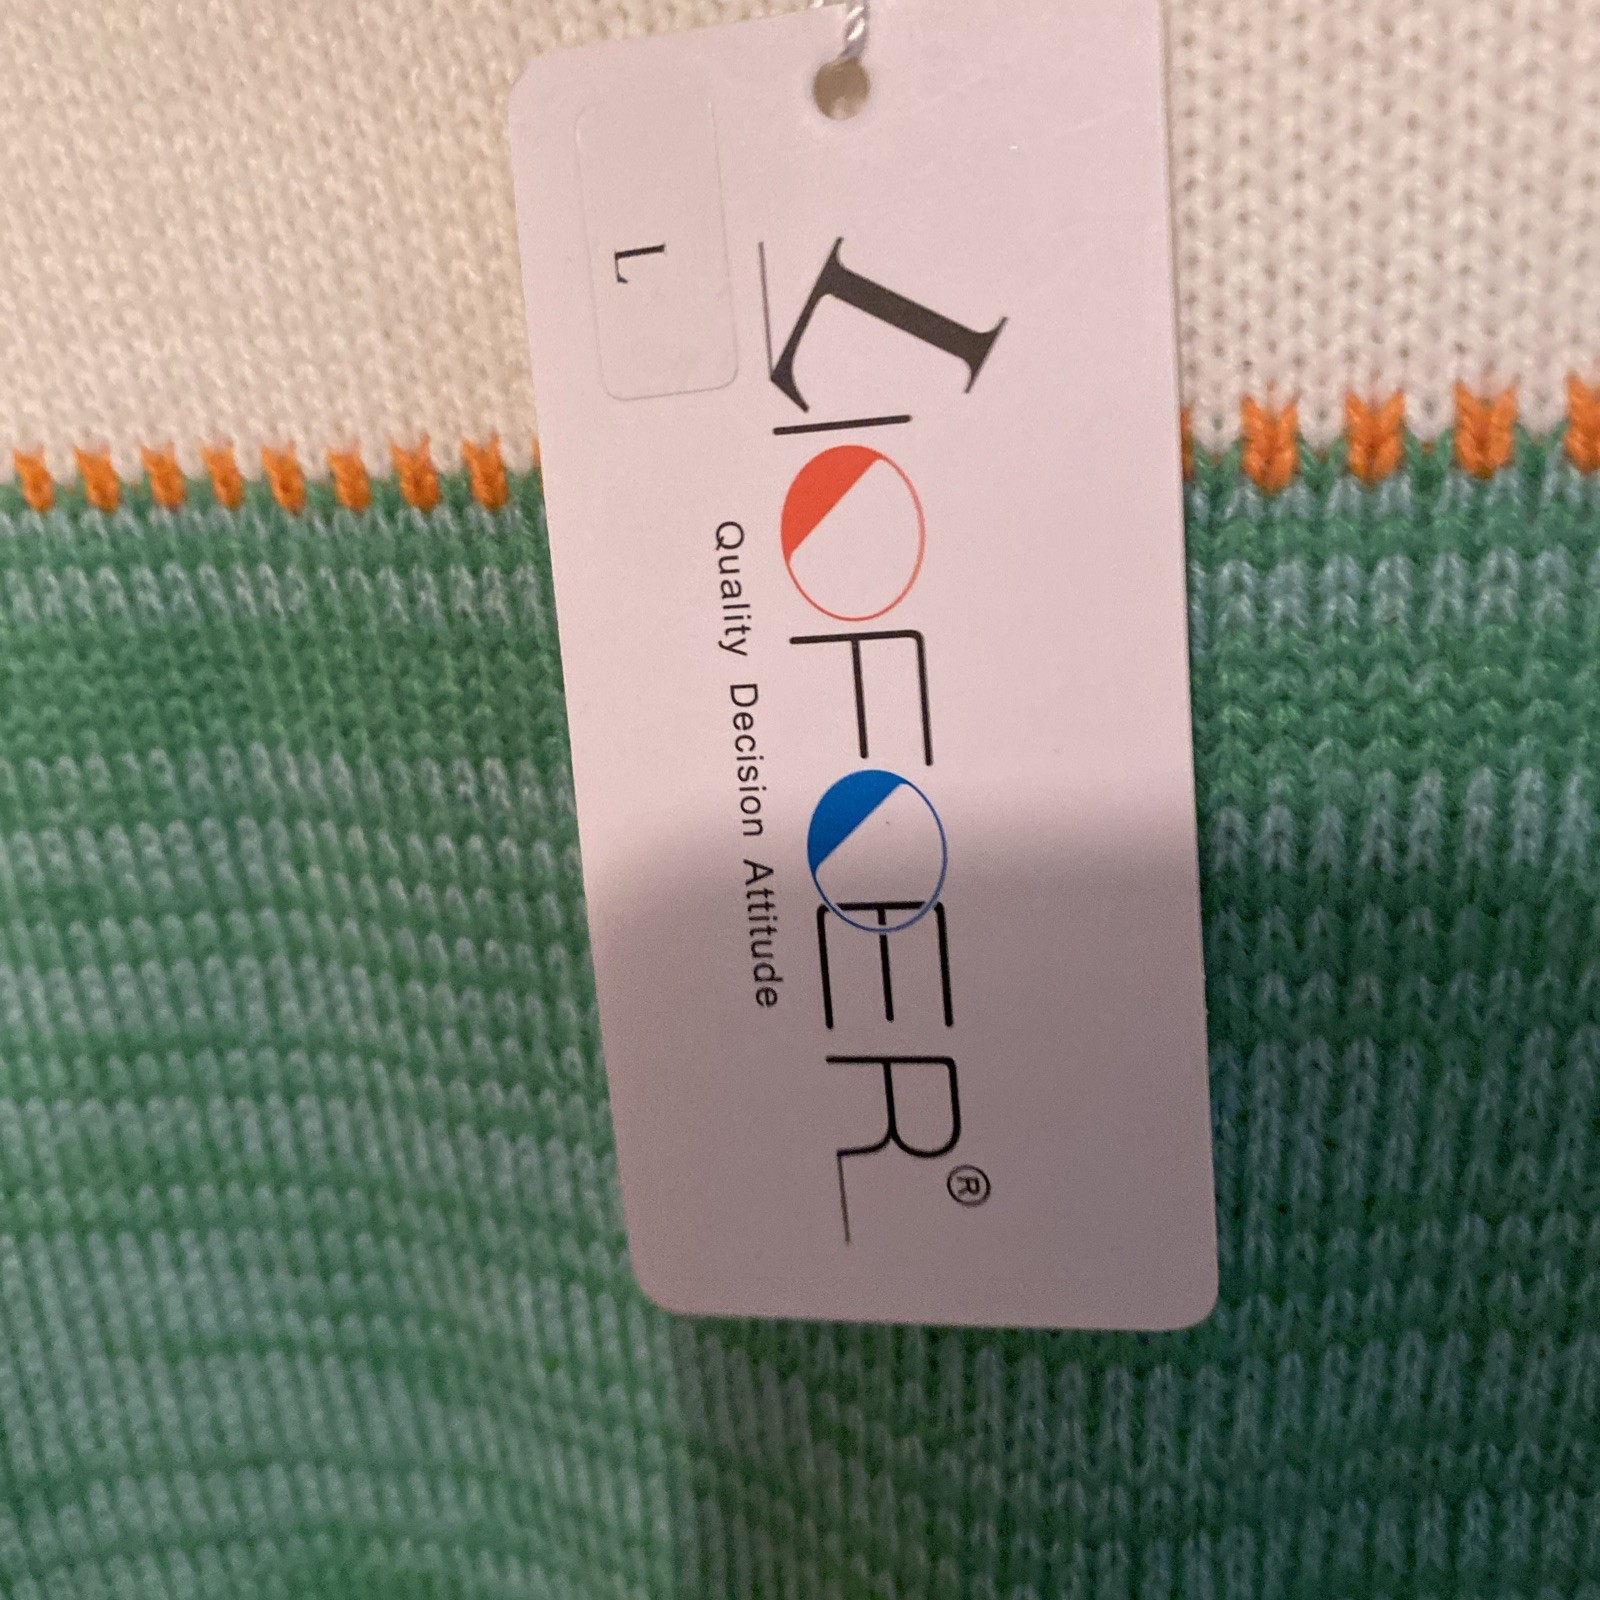 LIOFOER®
Quality Decision Attitude
L